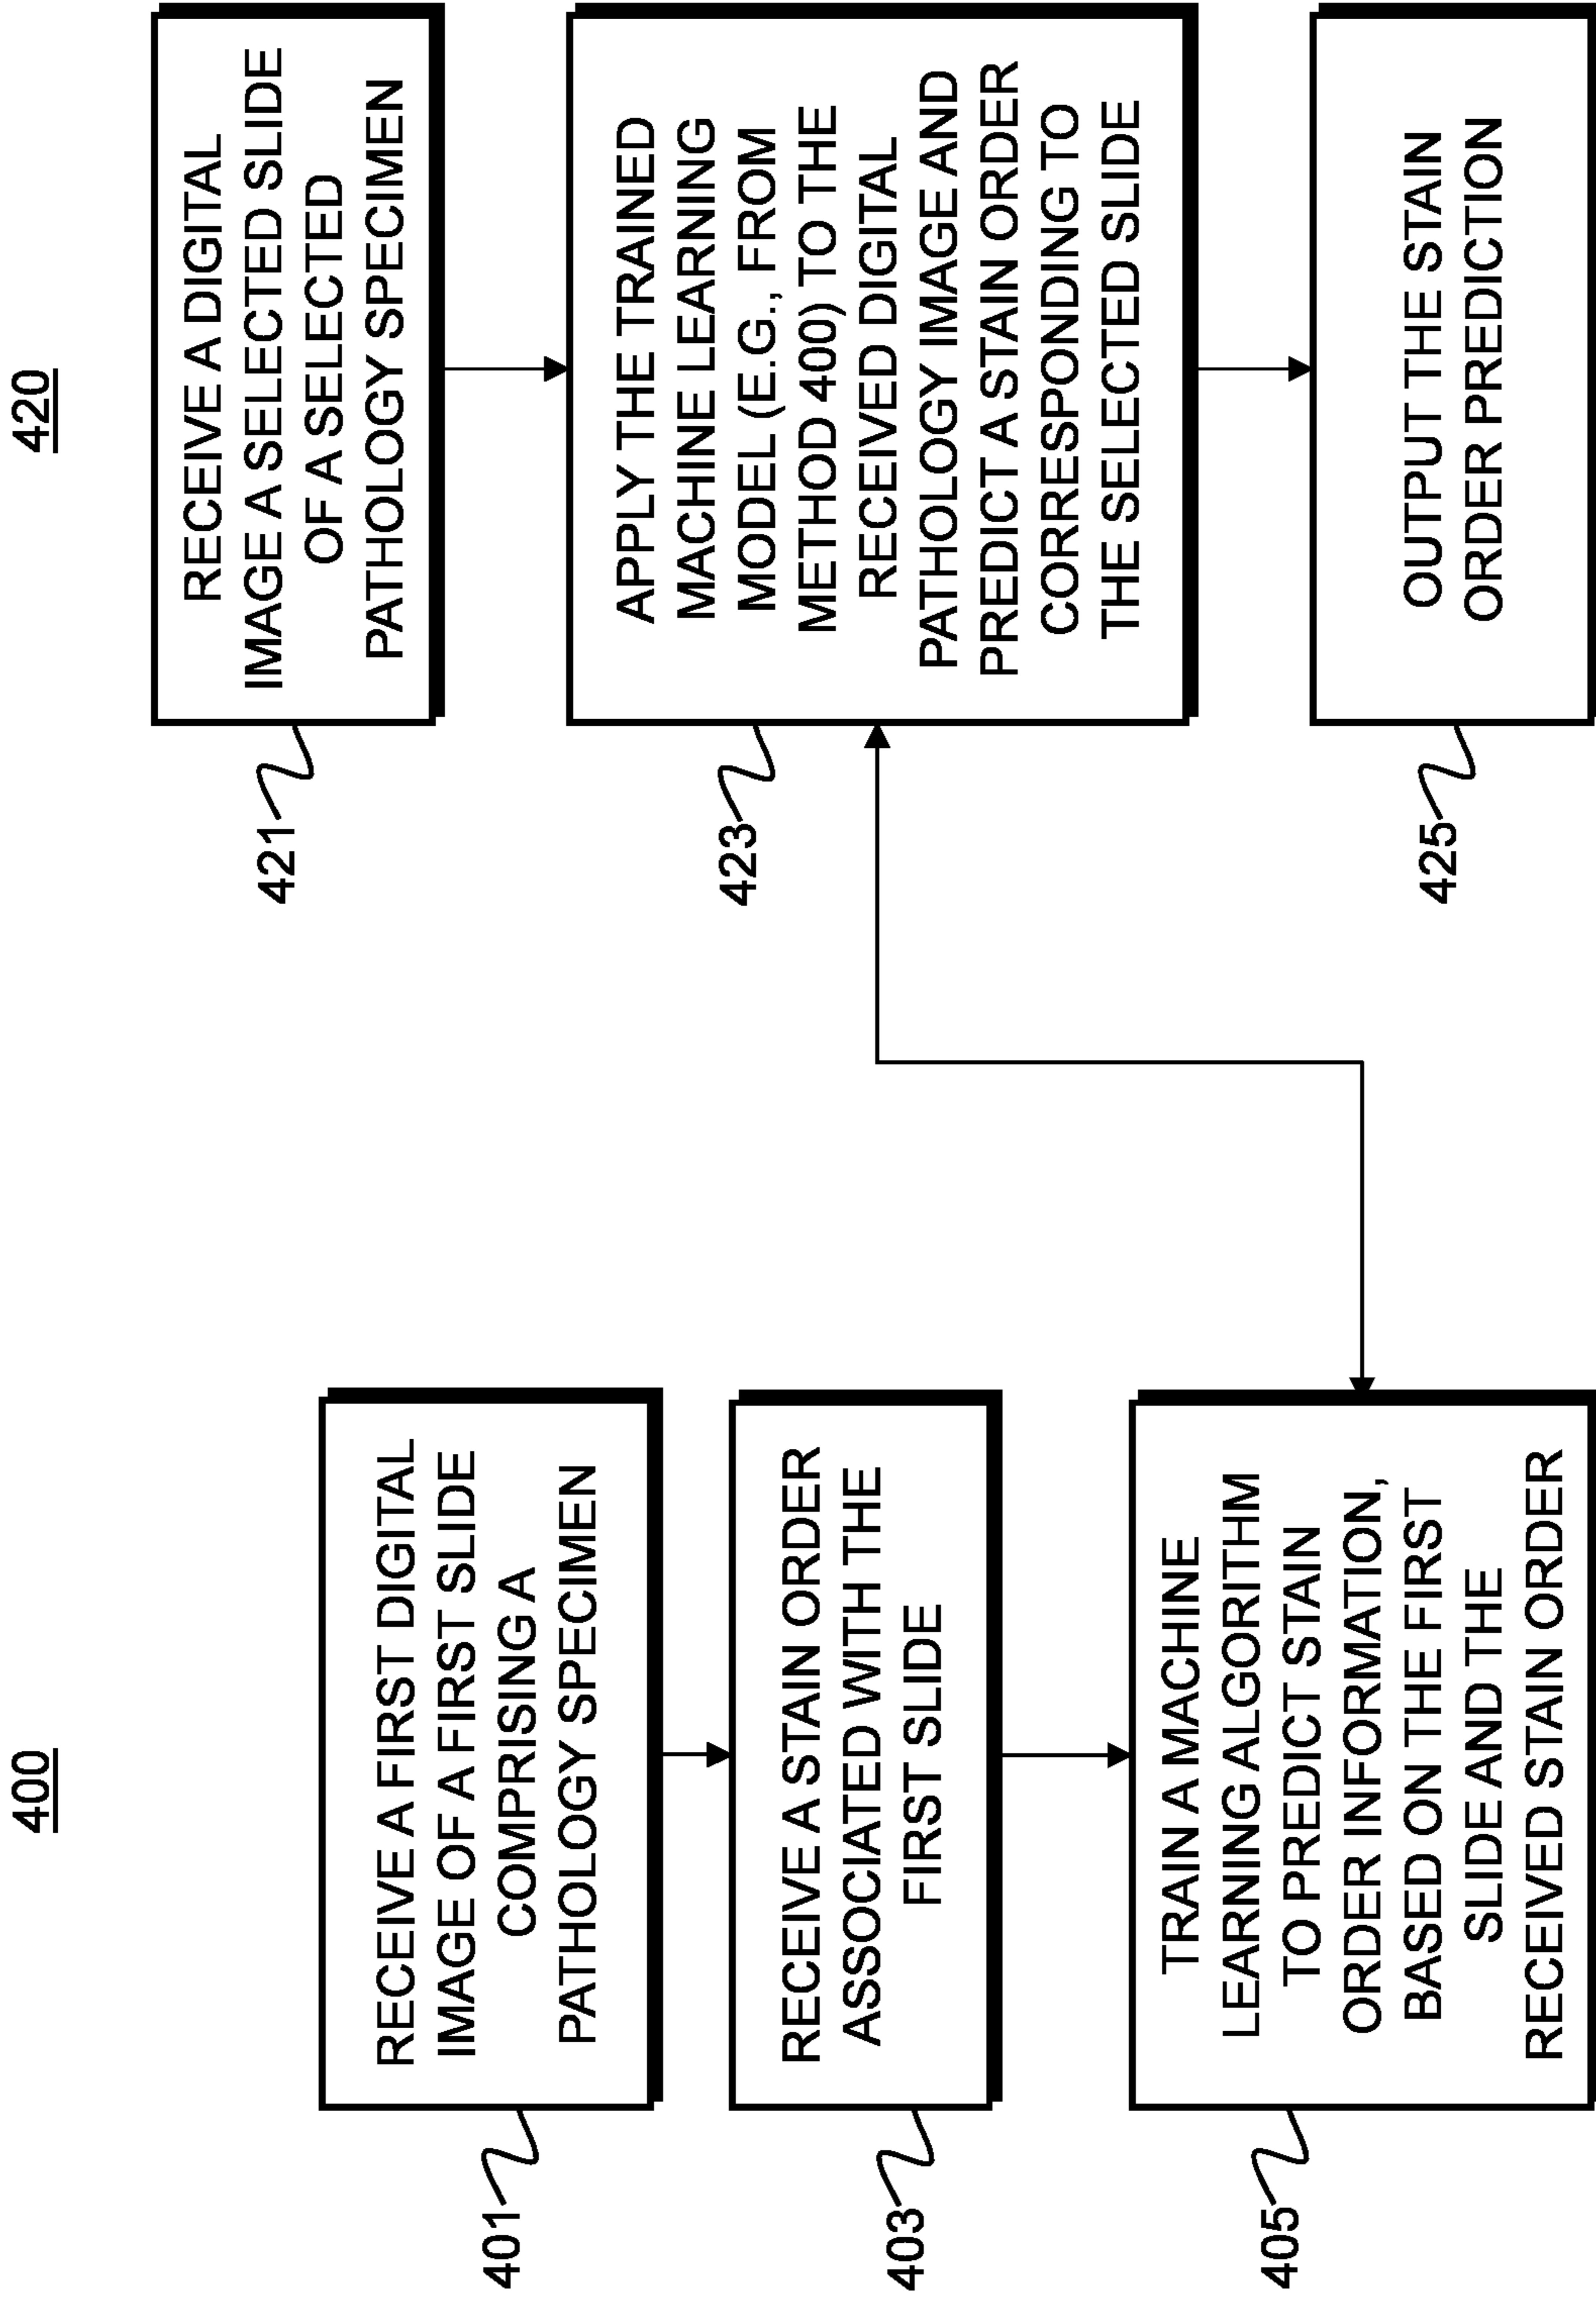 400
401
RECEIVE A FIRST DIGITAL
IMAGE OF A FIRST SLIDE
COMPRISING A
PATHOLOGY SPECIMEN
403
RECEIVE A STAIN ORDER
ASSOCIATED WITH THE
FIRST SLIDE
405
TRAIN A MACHINE
LEARNING ALGORITHM
TO PREDICT STAIN
ORDER INFORMATION,
BASED ON THE FIRST
SLIDE AND THE
RECEIVED STAIN ORDER
420
421
RECEIVE A DIGITAL
IMAGE A SELECTED SLIDE
OF A SELECTED
PATHOLOGY SPECIMEN
423
APPLY THE TRAINED
MACHINE LEARNING
MODEL (E.G., FROM
METHOD 400) TO THE
RECEIVED DIGITAL
PATHOLOGY IMAGE AND
PREDICT A STAIN ORDER
CORRESPONDING TO
THE SELECTED SLIDE
425
OUTPUT THE STAIN
ORDER PREDICTION